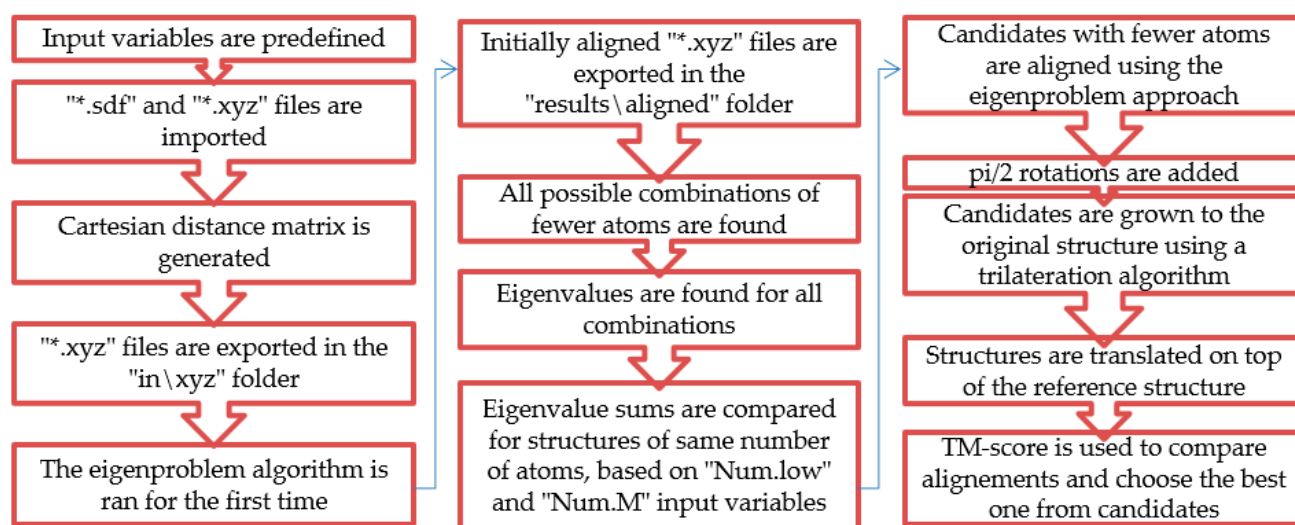 Input variables are predefined
"*.sdf" and "*.xyz" files are
imported
Cartesian distance matrix is
generated
"*.xyz" files are exported in the
"in\xyz" folder
The eigenproblem algorithm is
ran for the first time
Initially aligned "*.xyz" files are
exported in the
"results\aligned" folder
All possible combinations of
fewer atoms are found
Eigenvalues are found for all
combinations
Eigenvalue sums are compared
for structures of same number
of atoms, based on "Num.low"
and "Num.M" input variables
Candidates with fewer atoms
are aligned using the
eigenproblem approach
pi/2 rotations are added
Candidates are grown to the
original structure using a
trilateration algorithm
Structures are translated on top
of the reference structure
TM-score is used to compare
alignements and choose the best
one from candidates